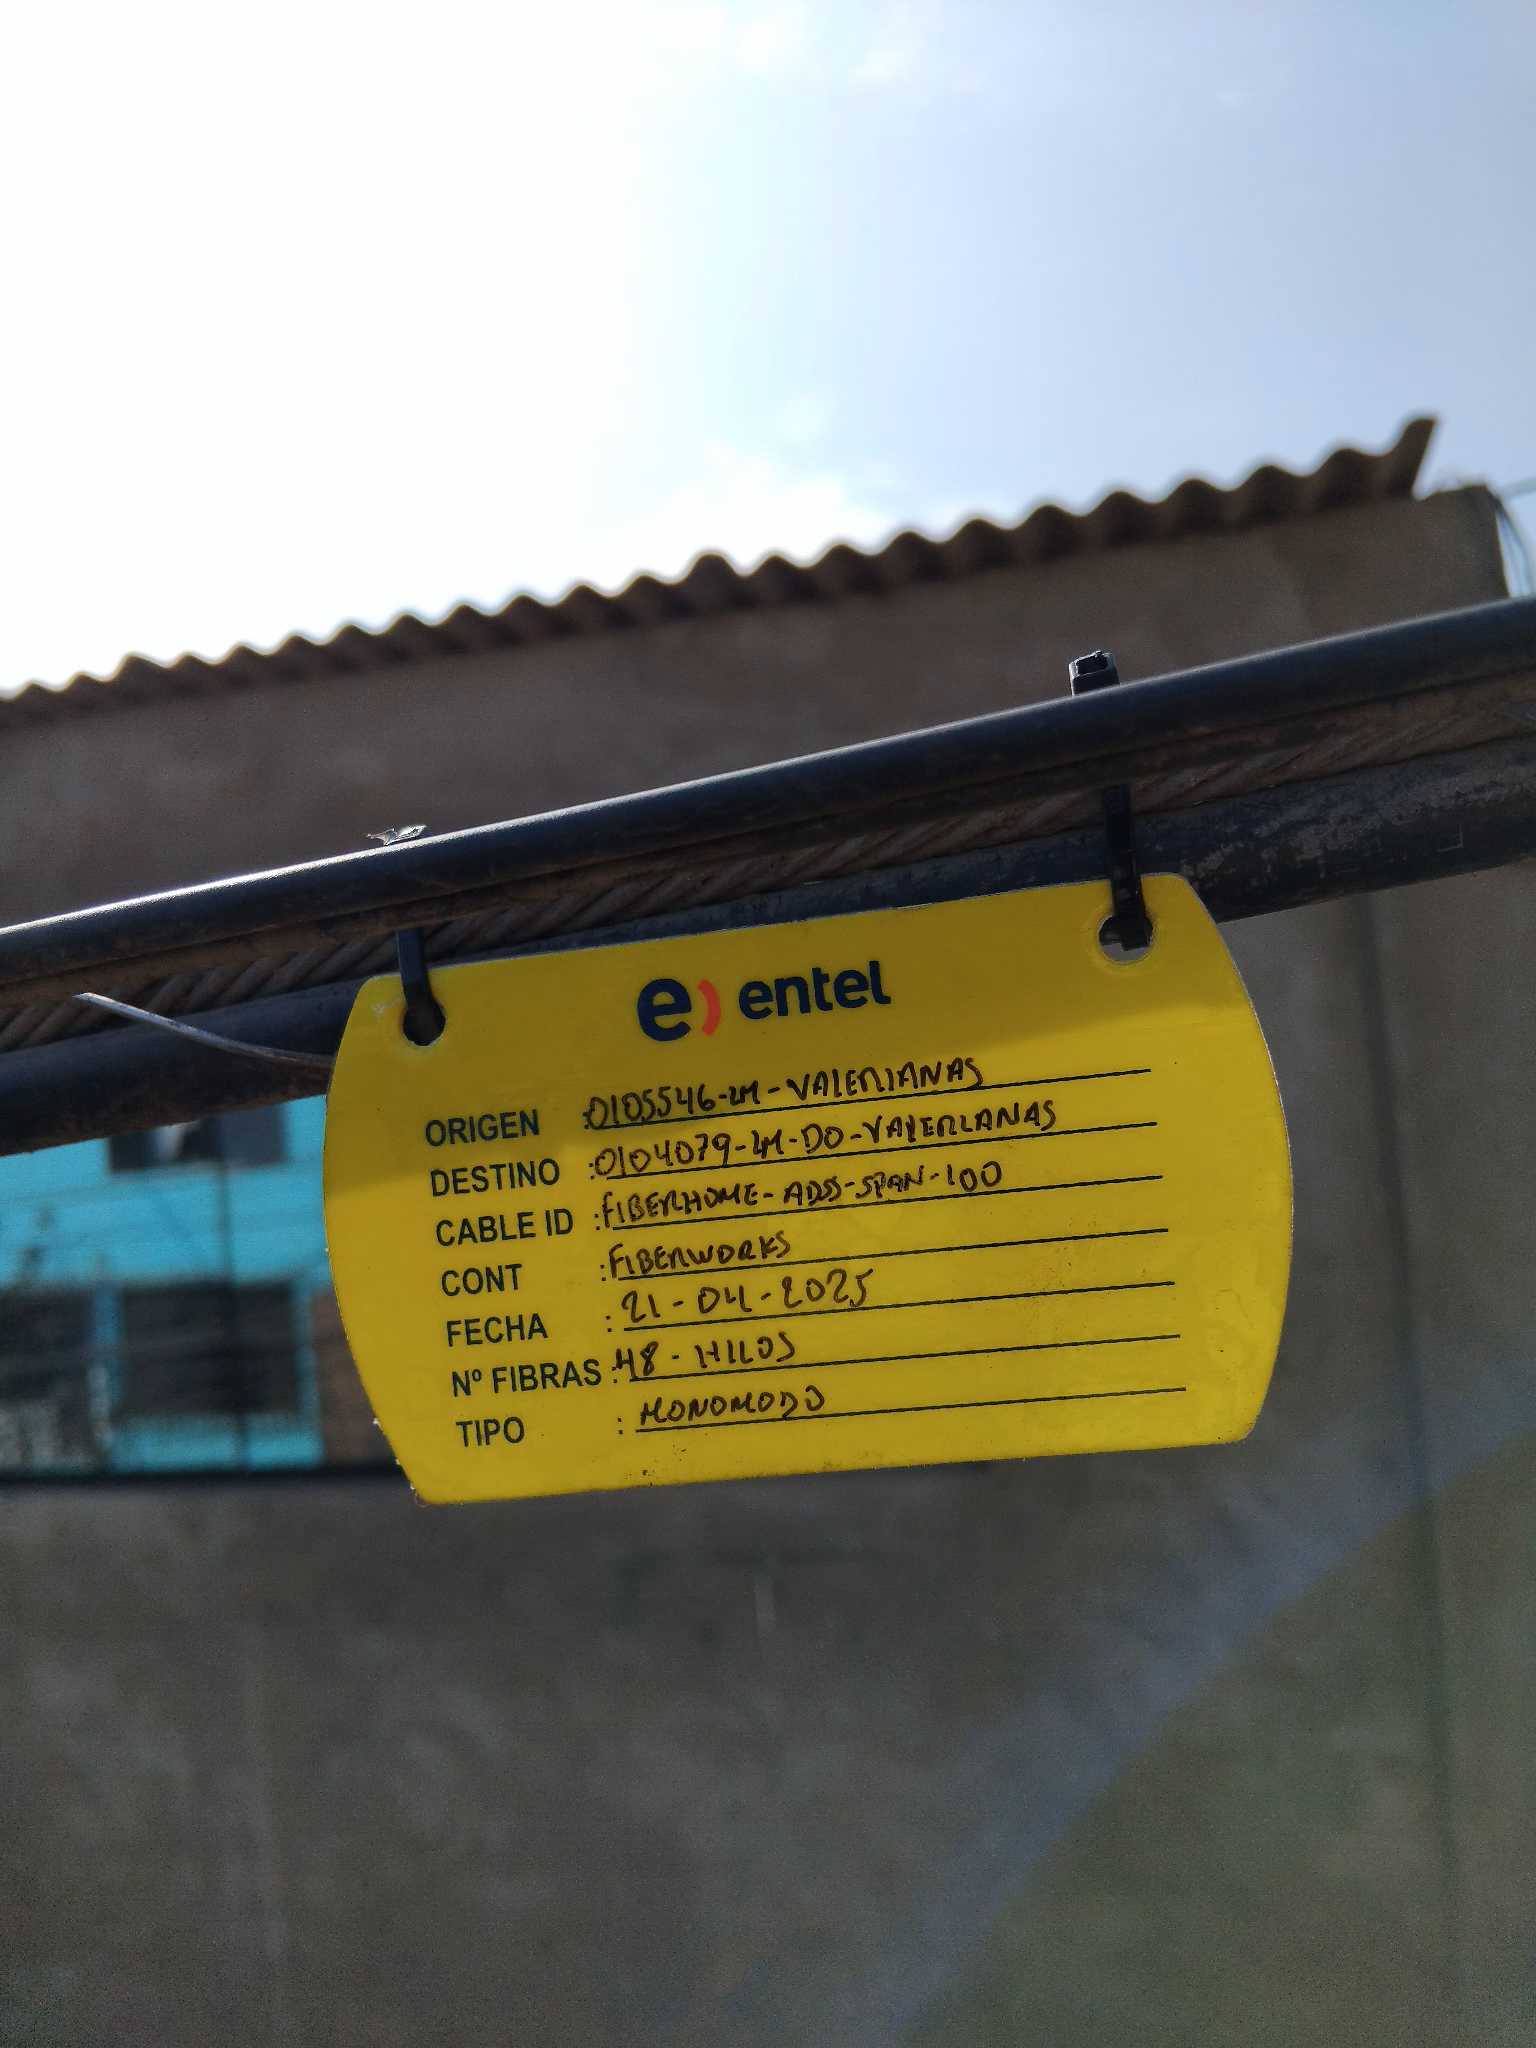 e) entel
ORIGEN :0105546-LM-VALERIANAS
DESTINO :0104079-LM-DO-VALERIANAS
CABLE ID :FIBERHOME-ADSS-SPAN-100
CONT :FIBERWORKS
FECHA : 21-04-2025
Nº FIBRAS :48-HILOS
TIPO : MONOMODO